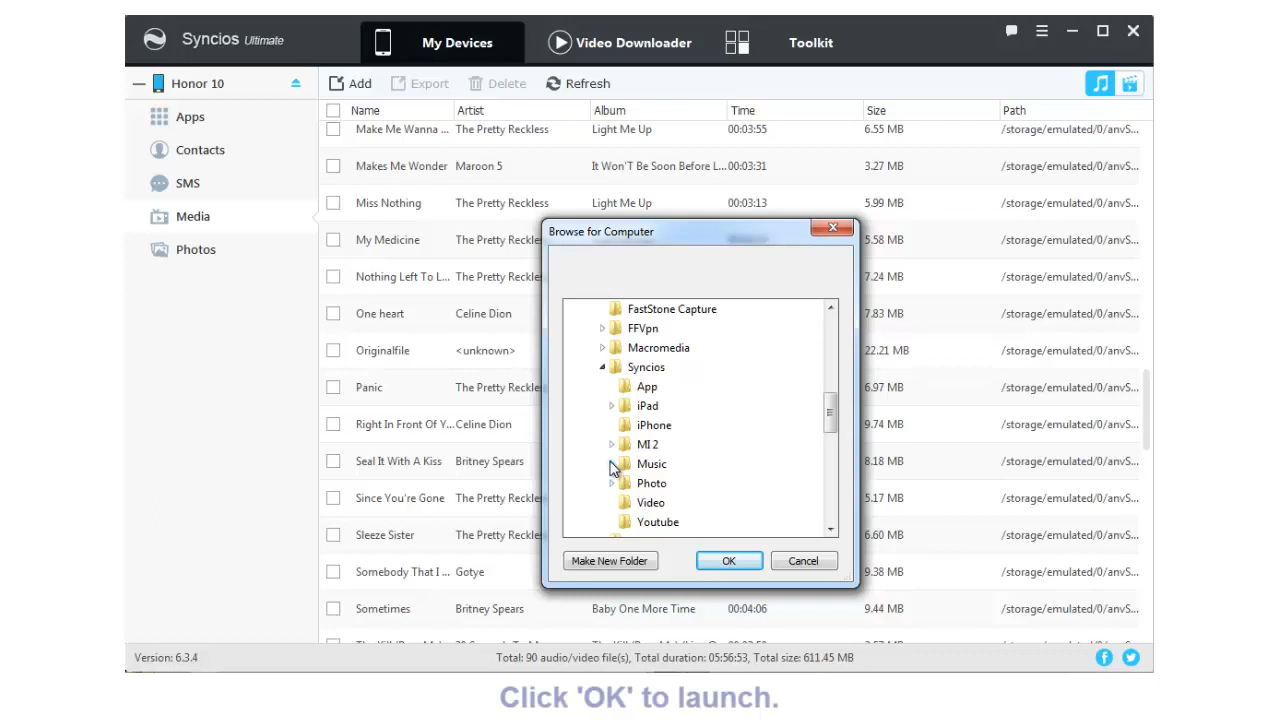 Syncios Ultimate
My Devices
Video Downloader
Toolkit
Honor 10
Add
Export
Delete
Refresh
Apps
Contacts
SMS
Media
Photos
Name Artist Album Time Size Path
Make Me Wanna ... The Pretty Reckless Light Me Up 00:03:55 6.55 MB /storage/emulated/0/anvS...
Makes Me Wonder Maroon 5 It Won'T Be Soon Before L... 00:03:31 3.27 MB /storage/emulated/0/anvS...
Miss Nothing The Pretty Reckless Light Me Up 00:03:13 5.99 MB /storage/emulated/0/anvS...
My Medicine The Pretty Reckle 5.58 MB /storage/emulated/0/anvS...
Nothing Left To L... The Pretty Reckle 7.24 MB /storage/emulated/0/anvS...
One heart Celine Dion 7.83 MB /storage/emulated/0/anvS...
Originalfile <unknown> 22.21 MB /storage/emulated/0/anvS...
Panic The Pretty Reckle 6.97 MB /storage/emulated/0/anvS...
Right In Front Of Y... Celine Dion 9.74 MB /storage/emulated/0/anvS...
Seal It With A Kiss Britney Spears 8.18 MB /storage/emulated/0/anvS...
Since You're Gone The Pretty Reckle 5.17 MB /storage/emulated/0/anvS...
Sleeze Sister The Pretty Reckle 6.60 MB /storage/emulated/0/anvS...
Somebody That I ... Gotye 9.38 MB /storage/emulated/0/anvS...
Sometimes Britney Spears Baby One More Time 00:04:06 9.44 MB /storage/emulated/0/anvS...
Browse for Computer
FastStone Capture
FFVpn
Macromedia
Syncios
App
iPad
iPhone
MI 2
Music
Photo
Video
Youtube
Make New Folder
OK
Cancel
Version: 6.3.4
Total: 90 audio/video file(s), Total duration: 05:56:53, Total size: 611.45 MB
Click 'OK' to launch.